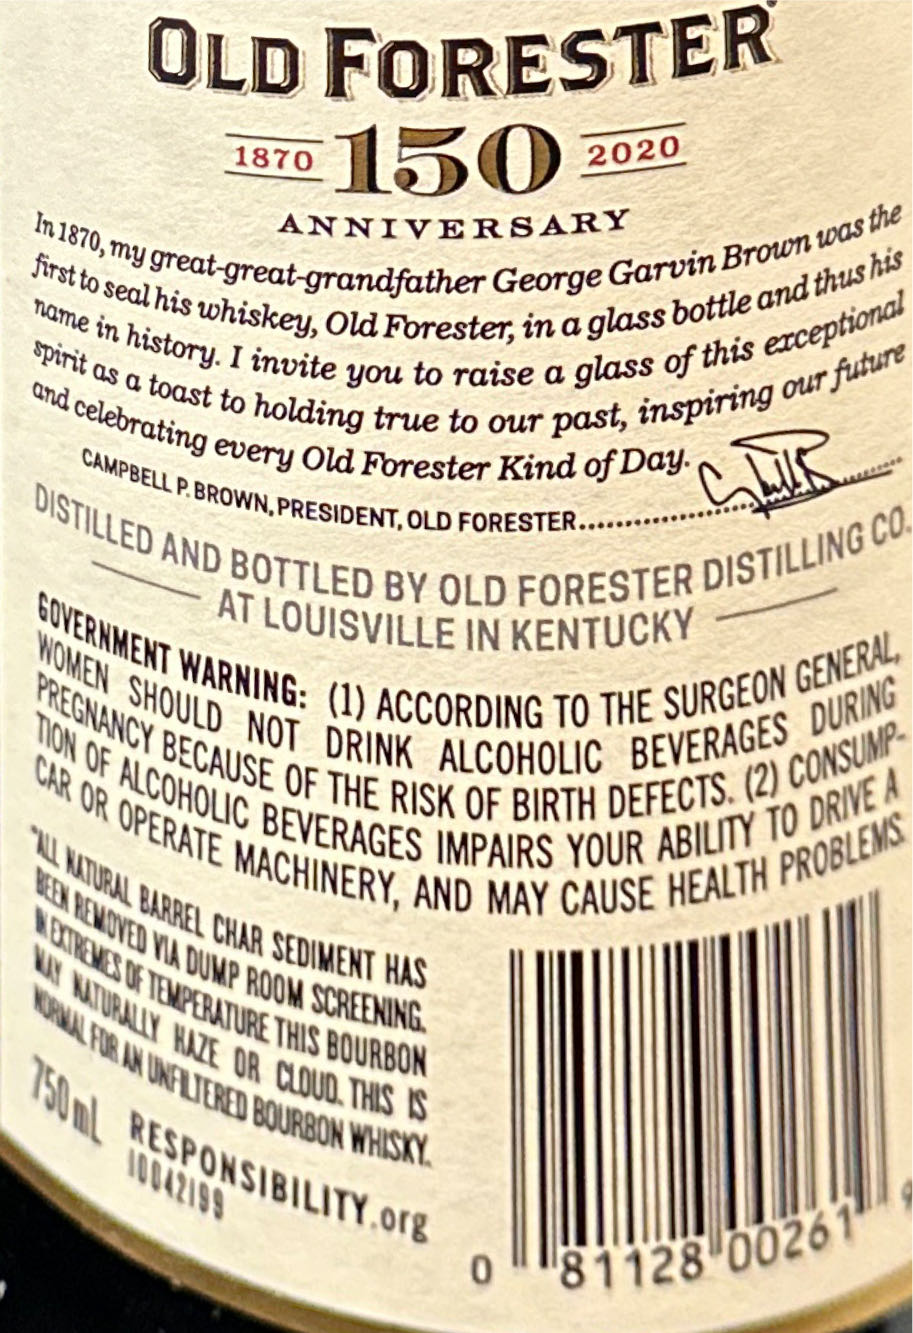 OLD FORESTER
1870 150 2020
ANNIVERSARY
In 1870, my great-great-grandfather George Garvin Brown was the
first to seal his whiskey, Old Forester, in a glass bottle and thus his
name in history. I invite you to raise a glass of this exceptional
spirit as a toast to holding true to our past, inspiring our future
and celebrating every Old Forester Kind of Day.
CAMPBELL P. BROWN, PRESIDENT, OLD FORESTER
DISTILLED AND BOTTLED BY OLD FORESTER DISTILLING CO.
AT LOUISVILLE IN KENTUCKY
GOVERNMENT WARNING: (1) ACCORDING TO THE SURGEON GENERAL,
WOMEN SHOULD NOT DRINK ALCOHOLIC BEVERAGES DURING
PREGNANCY BECAUSE OF THE RISK OF BIRTH DEFECTS. (2) CONSUMP-
TION OF ALCOHOLIC BEVERAGES IMPAIRS YOUR ABILITY TO DRIVE A
CAR OR OPERATE MACHINERY, AND MAY CAUSE HEALTH PROBLEMS.
*ALL NATURAL BARREL CHAR SEDIMENT HAS
BEEN REMOVED VIA DUMP ROOM SCREENING.
IN EXTREMES OF TEMPERATURE THIS BOURBON
MAY NATURALLY HAZE OR CLOUD. THIS IS
NORMAL FOR AN UNFILTERED BOURBON WHISKY.
750 mL RESPONSIBILITY.org
10042199
0 81128 00261